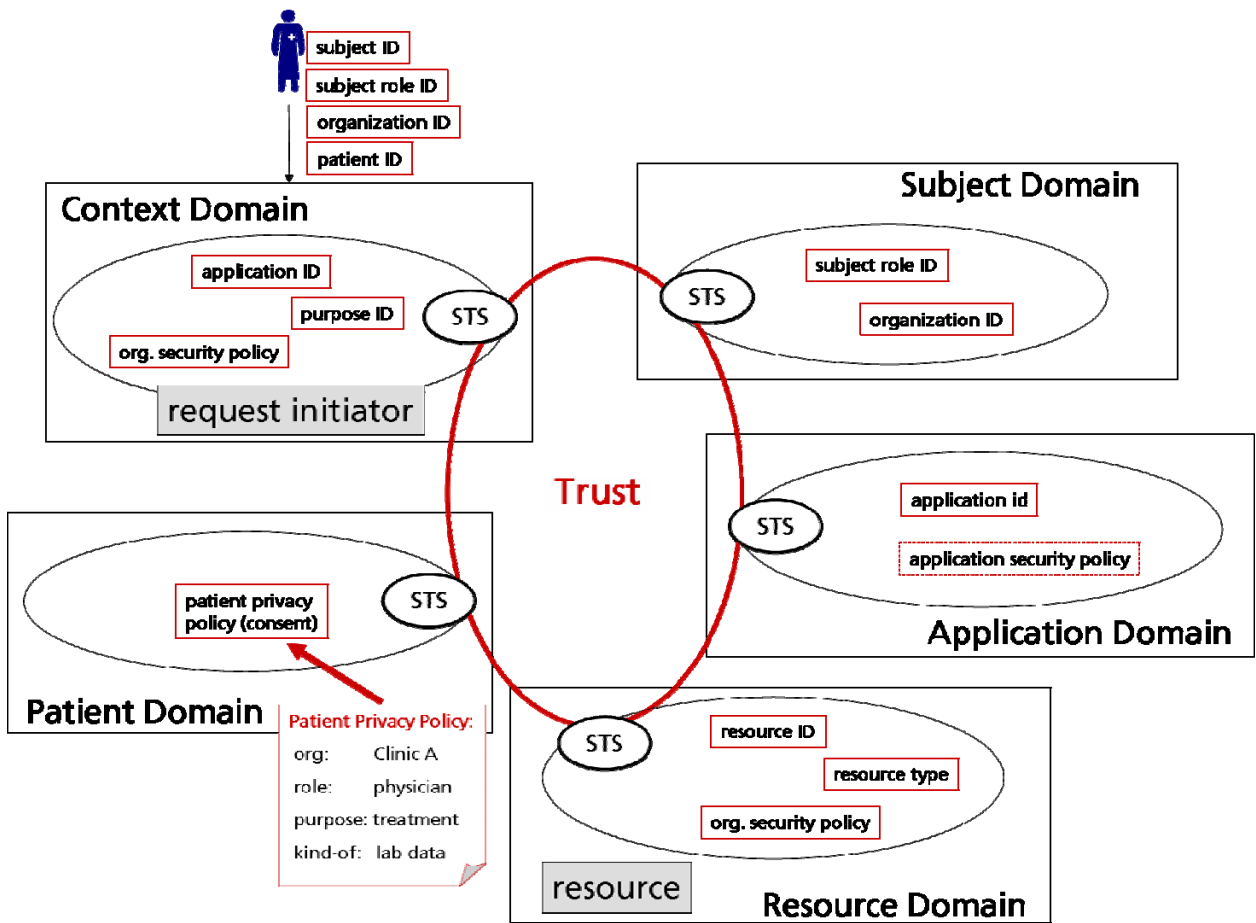 subject ID
subject role ID
organization ID
patient ID
Context Domain
application ID
purpose ID
org. security policy
STS
request initiator
Subject Domain
STS
subject role ID
organization ID
Trust
STS
application id
application security policy
Application Domain
patient privacy
policy (consent)
STS
Patient Domain
Patient Privacy Policy:
org: Clinic A
role: physician
purpose: treatment
kind-of: lab data
STS
resource ID
resource type
org. security policy
resource
Resource Domain